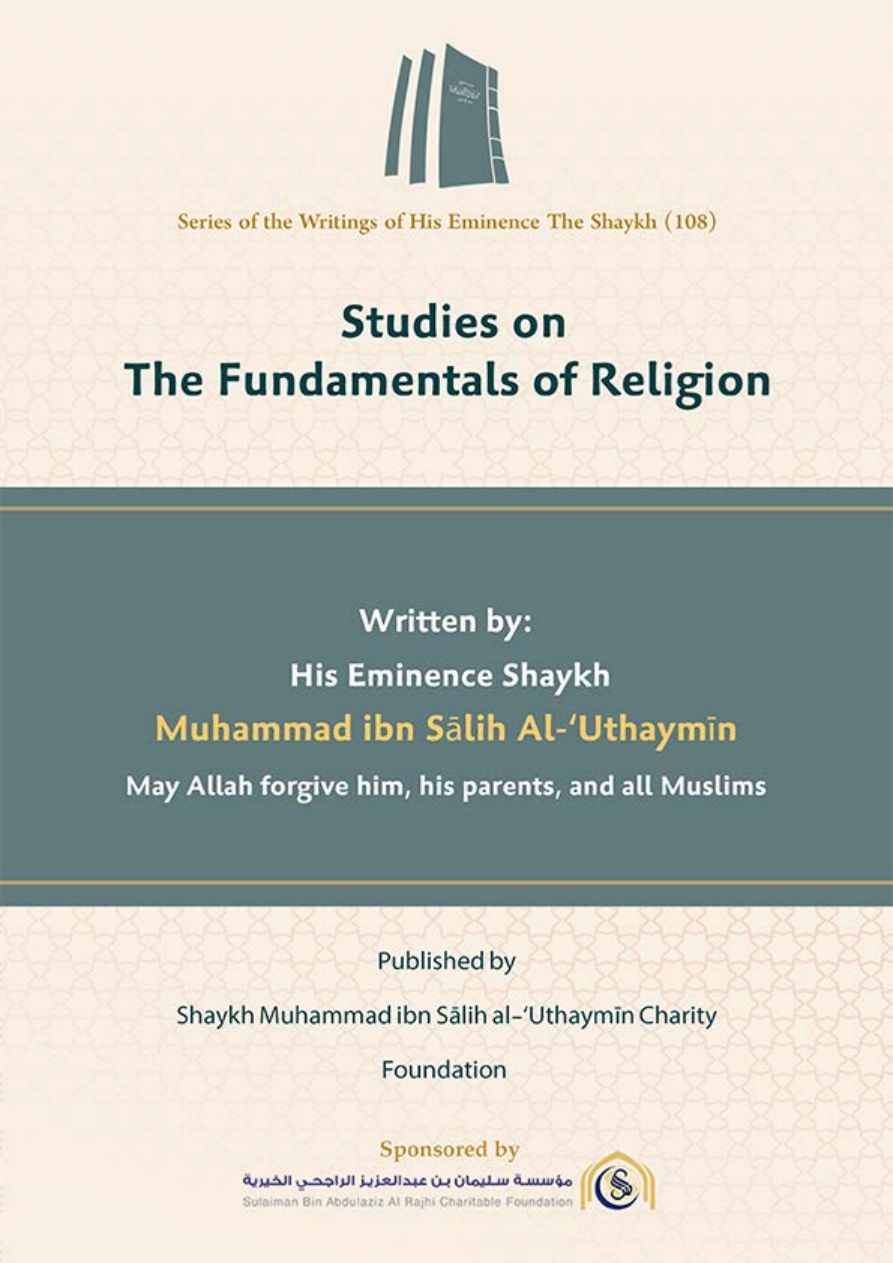 Series of the Writings of His Eminence The Shaykh (108)
Studies on
The Fundamentals of Religion
Written by:
His Eminence Shaykh
Muhammad ibn Sālih Al-‘Uthaymīn
May Allah forgive him, his parents, and all Muslims
Published by
Shaykh Muhammad ibn Sālih al-‘Uthaymīn Charity
Foundation
Sponsored by
مؤسسة سليمان بن عبدالعزيز الراجحي الخيرية
Sulaiman Bin Abdulaziz Al Rajhi Charitable Foundation